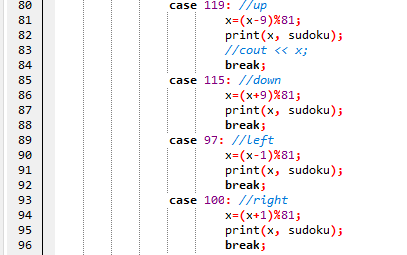 80 case 119: //up
81 x=(x-9)%81;
82 print(x, sudoku);
83 //cout << x;
84 break;
85 case 115: //down
86 x=(x+9)%81;
87 print(x, sudoku);
88 break;
89 case 97: //left
90 x=(x-1)%81;
91 print(x, sudoku);
92 break;
93 case 100: //right
94 x=(x+1)%81;
95 print(x, sudoku);
96 break;